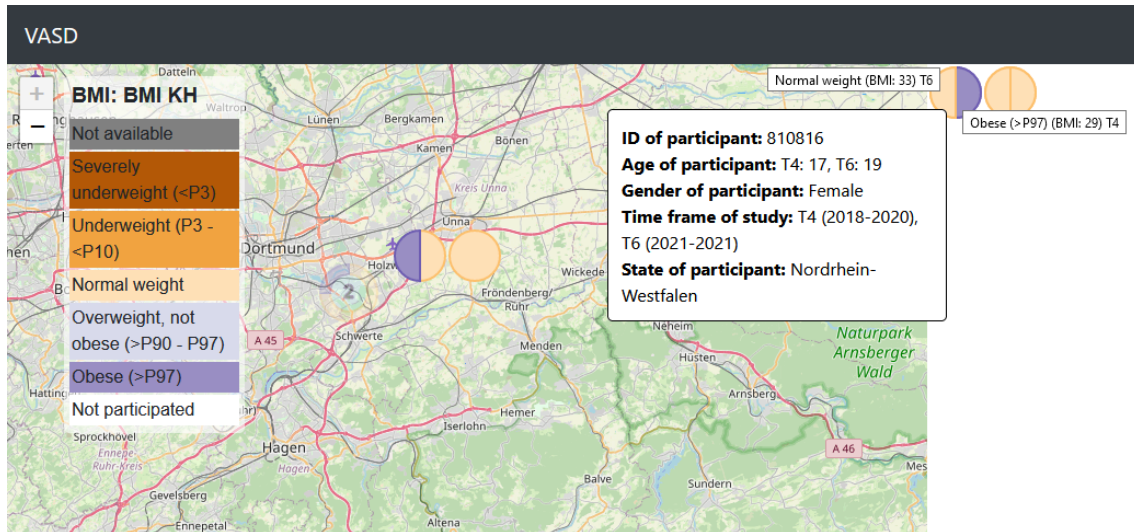 VASD
+
−
BMI: BMI KH
Not available
Severely
underweight (<P3)
Underweight (P3 -
<P10)
Normal weight
Overweight, not
obese (>P90 - P97)
Obese (>P97)
Not participated
Normal weight (BMI: 33) T6
Obese (>P97) (BMI: 29) T4
ID of participant: 810816
Age of participant: T4: 17, T6: 19
Gender of participant: Female
Time frame of study: T4 (2018-2020),
T6 (2021-2021)
State of participant: Nordrhein-
Westfalen
Datteln
Waltrop
Lünen
Bergkamen
Kamen
Bönen
Kreis Unna
Unna
Dortmund
2
Wickede
Fröndenberg/
Ruhr
A 45
Schwerte
Menden
Neheim
Hüsten
Naturpark
Arnsberger
Wald
Arnsberg
Hemer
Iserlohn
Sprockhövel
Ennepe
Ruhr-Kreis
Hagen
Hagen
A 46
Balve
Sundern
Gevelsberg
Ennepetal
Altena